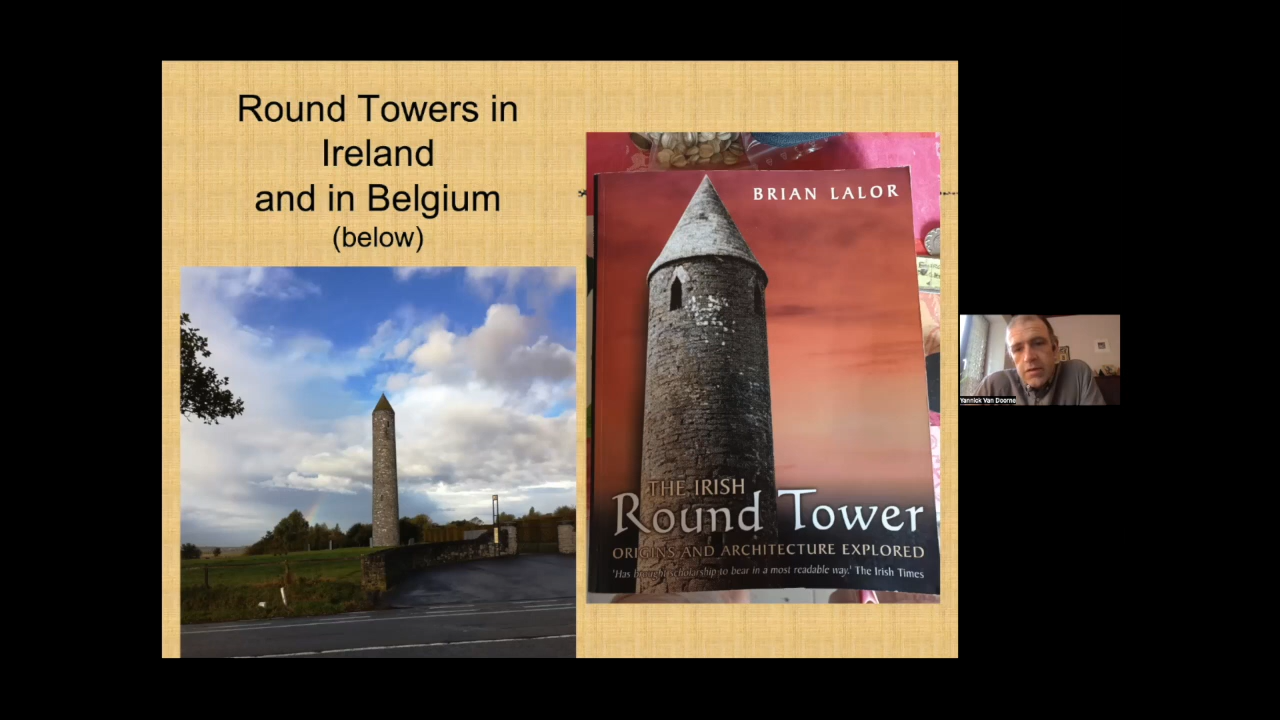 Round Towers in
Ireland
and in Belgium
(below)
BRIAN LALOR
THE IRISH
Round Tower
ORIGINS AND ARCHITECTURE EXPLORED
'Has brought scholarship to bear in a most readable way.' The Irish Times
Yannick Van Doorne